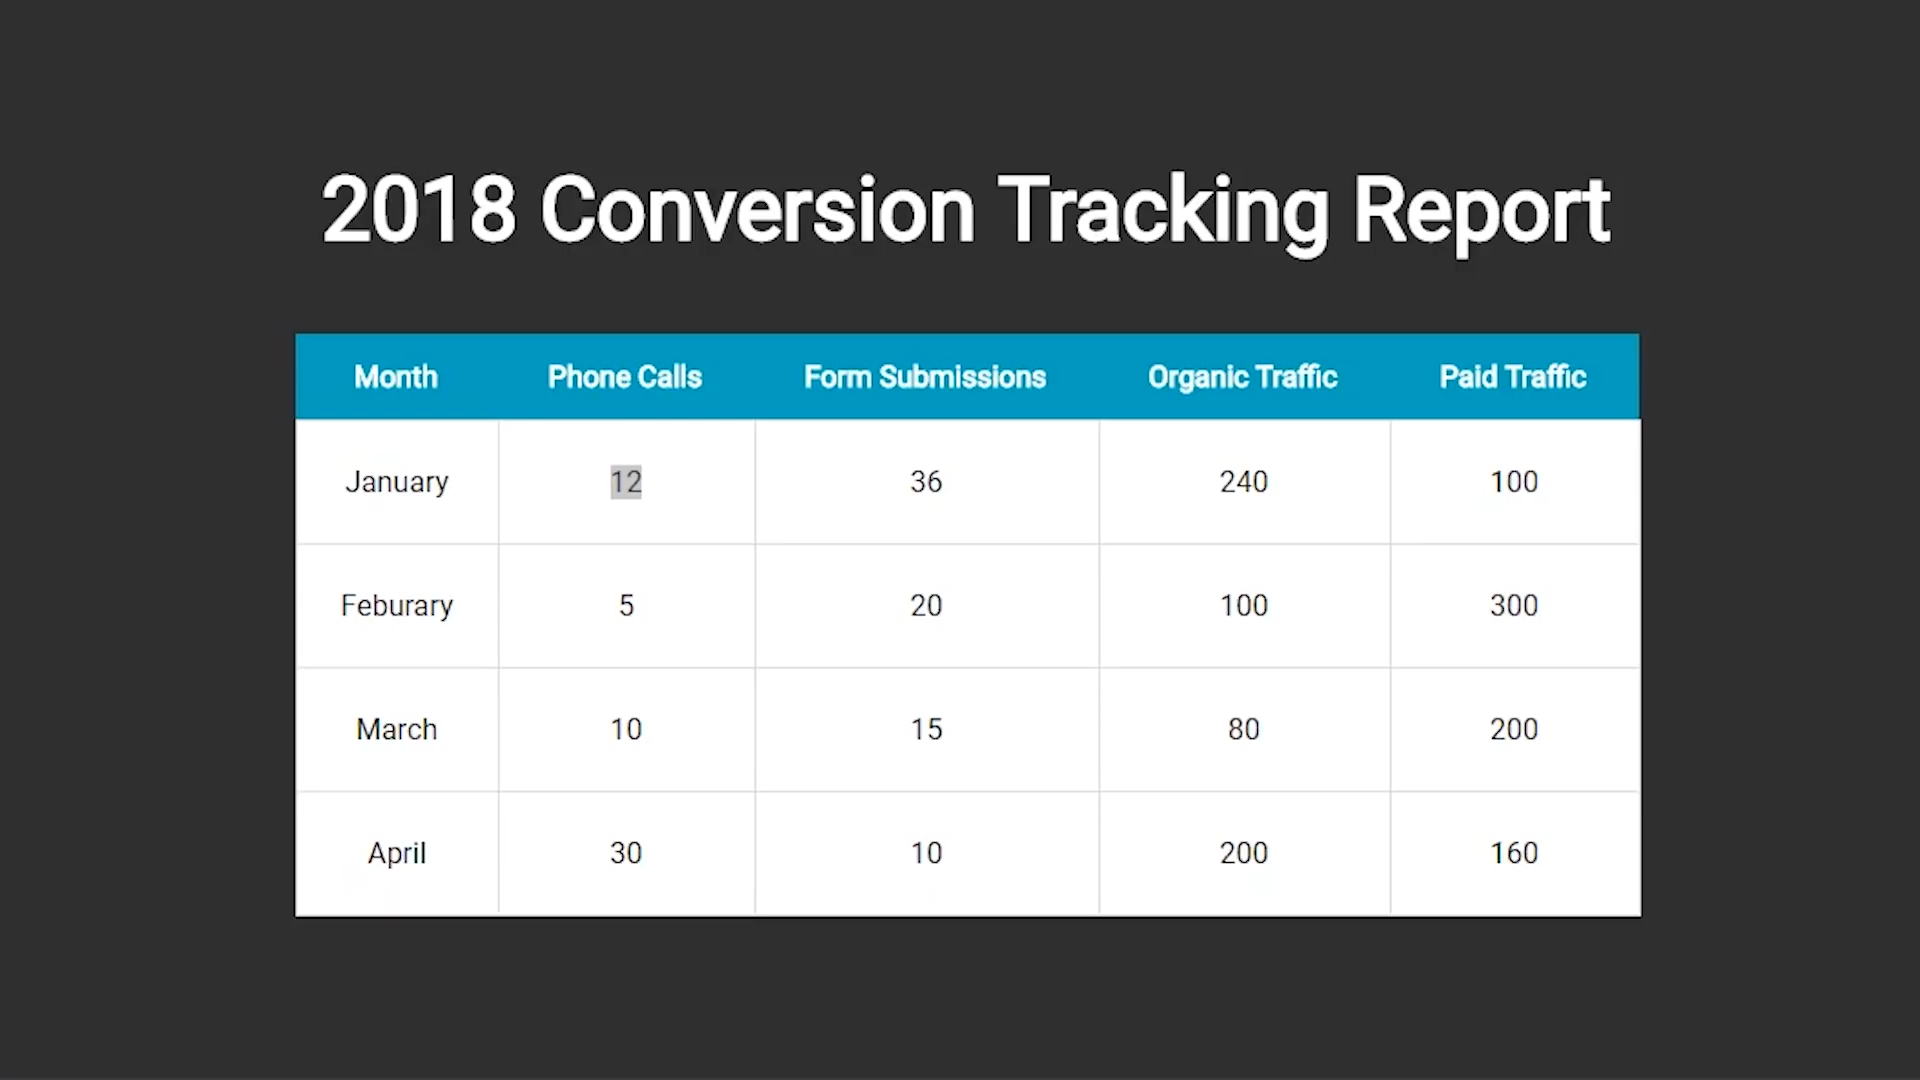 2018 Conversion Tracking Report
Month Phone Calls Form Submissions Organic Traffic Paid Traffic
January 12 36 240 100
Feburary 5 20 100 300
March 10 15 80 200
April 30 10 200 160